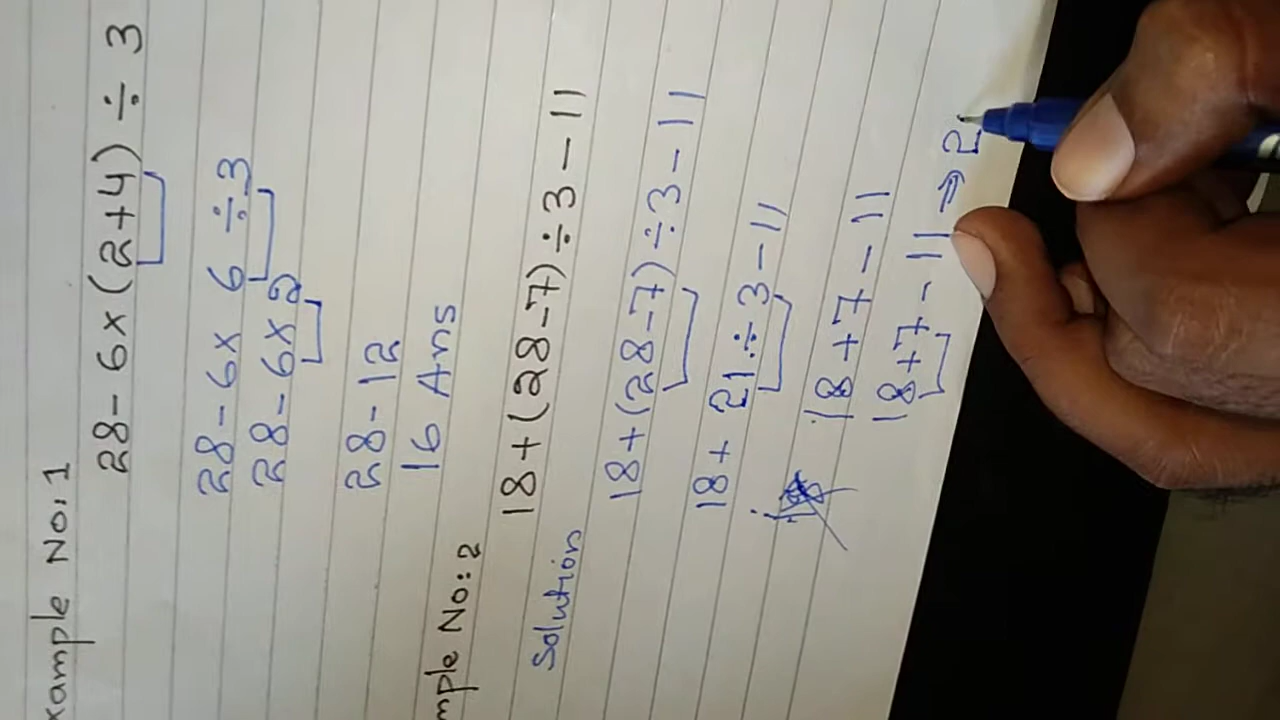 xample No: 1
28 - 6 x (2+4) ÷ 3
28 - 6 x 6 ÷ 3
28 - 6 x 2
28 - 12
16 Ans
mple No: 2
18 + (28 - 7) ÷ 3 - 11
Solution
18 + (28 - 7) ÷ 3 - 11
18 + 21 ÷ 3 - 11
18 + 7 - 11
18 + 7 - 11 ⇒ 2